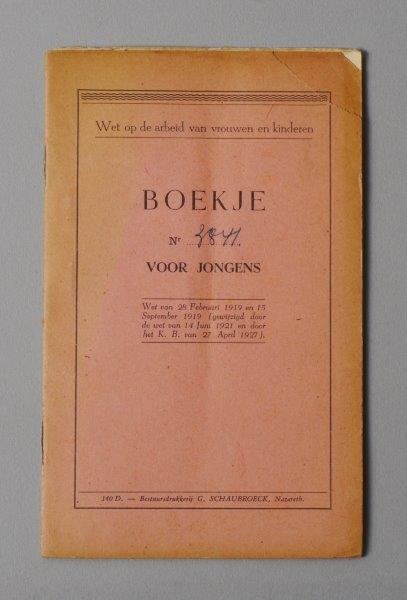 Wet op de arbeid van vrouwen en kinderen
BOEKJE
Nr 3841.
VOOR JONGENS
Wet van 28 Februari 1919 en 15
September 1919 (gewijzigd door
de wet van 14 Juni 1921 en door
het K. B. van 27 April 1927).
140 D. — Bestuursdrukkerij G. SCHAUBROECK, Nazareth.